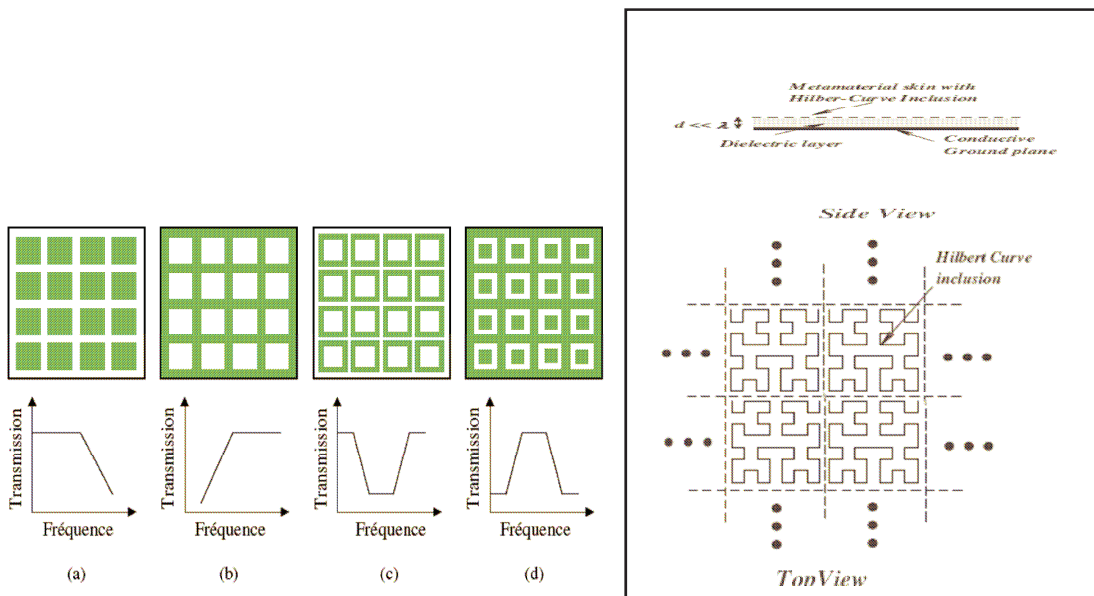 Transmission
Fréquence
(a)
Transmission
Fréquence
(b)
Transmission
Fréquence
(c)
Transmission
Fréquence
(d)
Metamaterial skin with
Hilber-Curve Inclusion
d << λ
Dielectric layer
Conductive
Ground plane
Side View
Hilbert Curve
inclusion
TopView